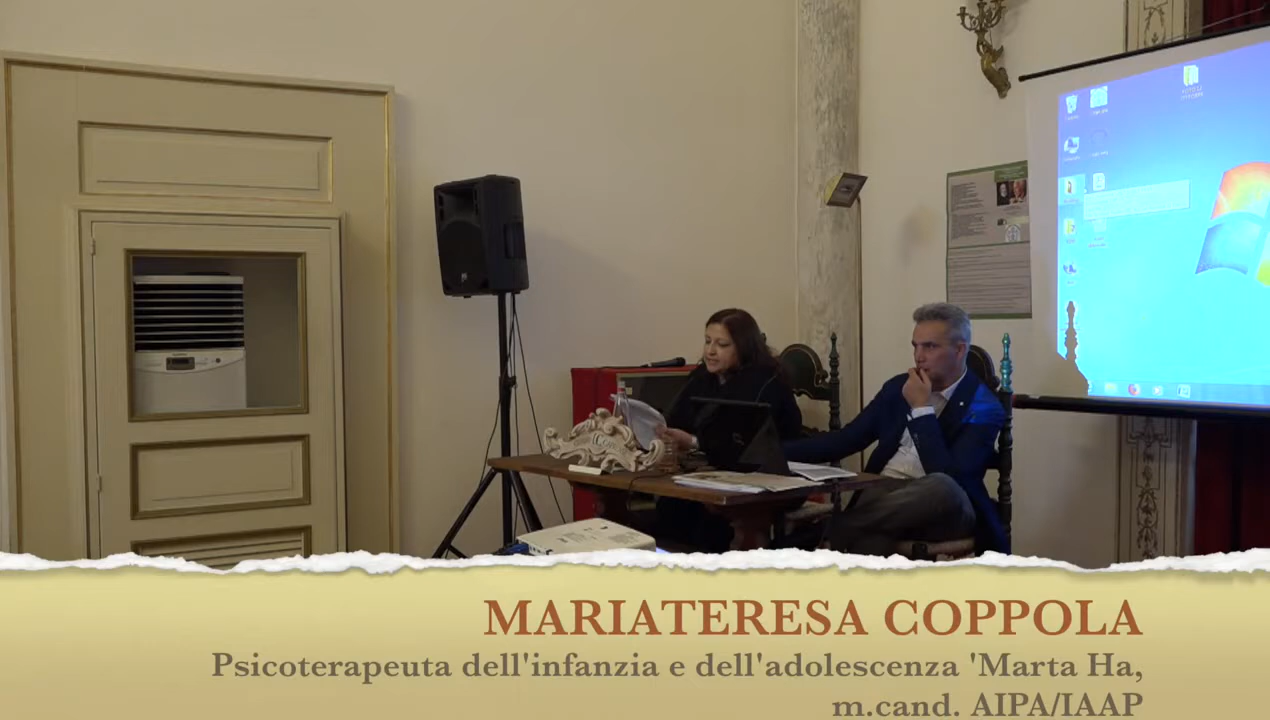 MARIATERESA COPPOLA
Psicoterapeuta dell'infanzia e dell'adolescenza 'Marta Ha,
m.cand. AIPA/IAAP